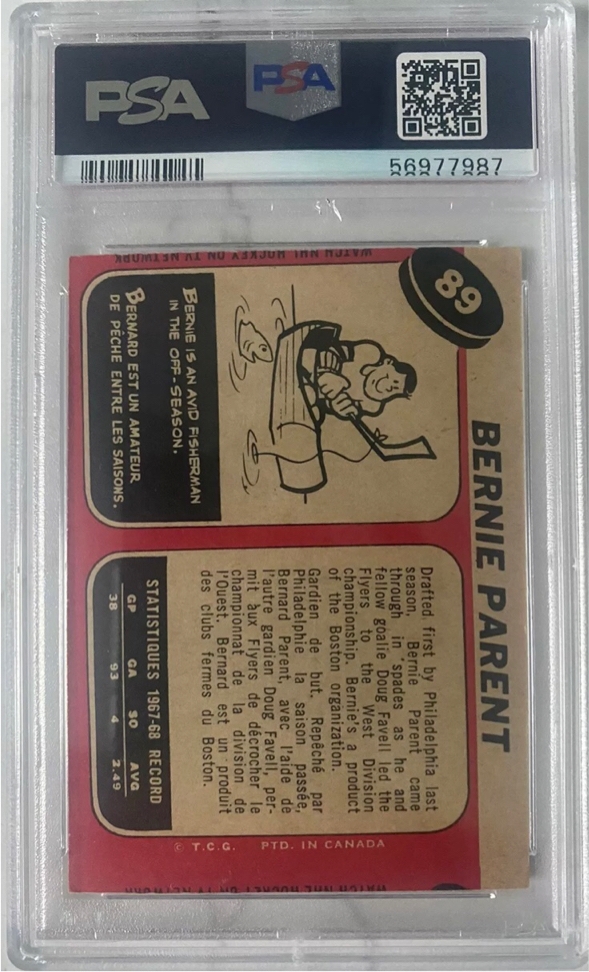 PSA
PSA
56977987
WATCH NHL HOCKEY ON TV NETWORK
89
BERNIE PARENT
BERNIE IS AN AVID FISHERMAN
IN THE OFF-SEASON.
BERNARD EST UN AMATEUR
DE PÊCHE ENTRE LES SAISONS.
Drafted first by Philadelphia last
season. Bernie Parent came
through in 'spades as he and
fellow goalie Doug Favell led the
Flyers to the West Division
championship. Bernie's a product
of the Boston organization.
Gardien de but. Repêché par
Philadelphie la saison passée,
Bernard Parent, avec l'aide de
l'autre gardien Doug Favell, per-
mit aux Flyers de décrocher le
championnat de la division de
l'Ouest. Bernard est un produit
des clubs fermes du Boston.
STATISTIQUES 1967-68 RECORD
GP GA SO AVG
38 93 4 2.49
© T.C.G. PTD. IN CANADA
WATCH NHL HOCKEY ON TV NETWORK